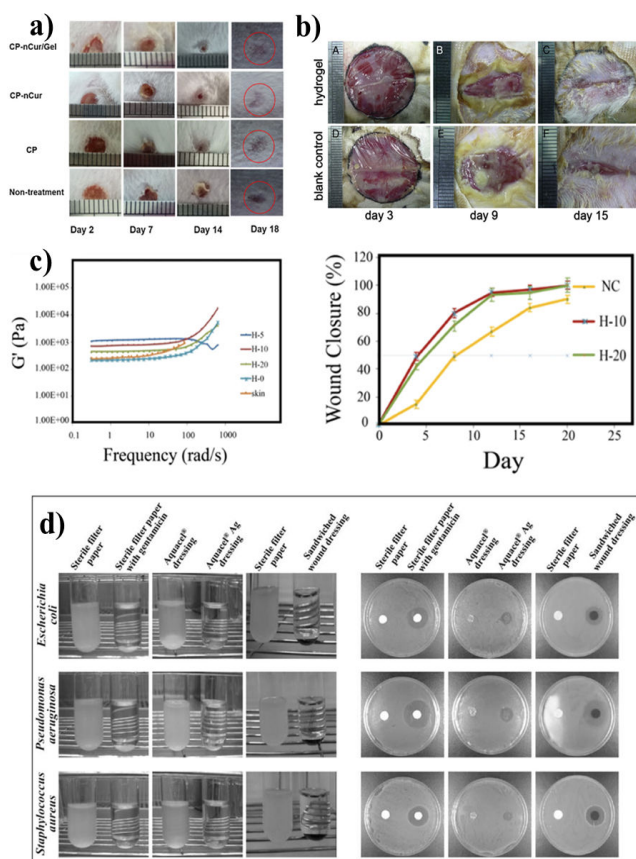 a)
CP-nCur/Gel
CP-nCur
CP
Non-treatment
Day 2
Day 7
Day 14
Day 18
b)
hydrogel
A
B
C
blank control
D
E
F
day 3
day 9
day 15
c)
G' (Pa)
1.00E+05
1.00E+04
1.00E+03
1.00E+02
1.00E+01
1.00E+00
0.1
1
10
100
1000
Frequency (rad/s)
H-5
H-10
H-20
H-0
skin
Wound Closure (%)
120
100
80
60
40
20
0
0
5
10
15
20
25
Day
NC
H-10
H-20
d)
Sterile filter paper
Sterile filter paper with gentamicin
Aquacel® dressing
Aquacel® Ag dressing
Sterile filter paper
Sandwiched wound dressing
Sterile filter paper
Sterile filter paper with gentamicin
Aquacel® dressing
Aquacel® Ag dressing
Sterile filter paper
Sandwiched wound dressing
Escherichia coli
Pseudomonas aeruginosa
Staphylococcus aureus